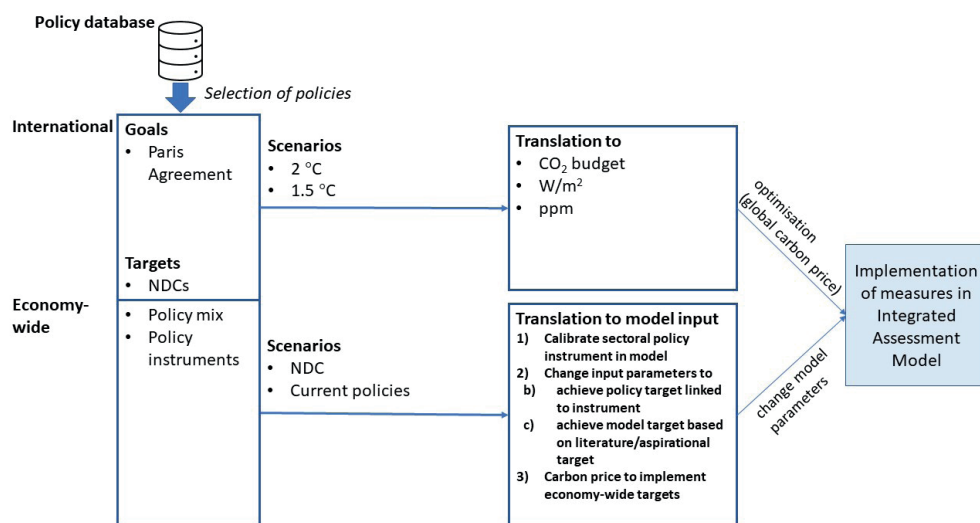 Policy database
Selection of policies
International
Goals
• Paris
Agreement
Targets
• NDCs
Economy-
wide
• Policy mix
• Policy
instruments
Scenarios
• 2 °C
• 1.5 °C
Scenarios
• NDC
• Current policies
Translation to
• CO₂ budget
• W/m²
• ppm
Translation to model input
1) Calibrate sectoral policy
instrument in model
2) Change input parameters to
b) achieve policy target linked
to instrument
c) achieve model target based
on literature/aspirational
target
3) Carbon price to implement
economy-wide targets
optimisation
(global carbon price)
change model
parameters
Implementation
of measures in
Integrated
Assessment
Model